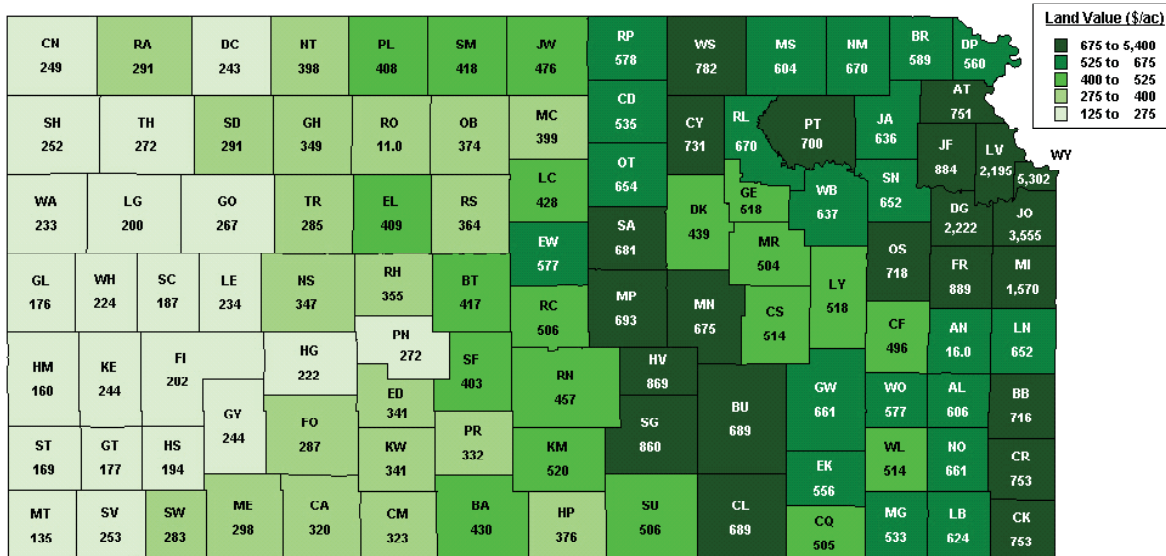 Land Value ($/ac)
675 to 5,400
525 to 675
400 to 525
275 to 400
125 to 275
CN
249
RA
291
DC
243
NT
398
PL
408
SM
418
JW
476
RP
578
WS
782
MS
604
NM
670
BR
589
DP
560
SH
252
TH
272
SD
291
GH
349
RO
11.0
OB
374
MC
399
CD
535
CY
731
RL
670
PT
700
JA
636
AT
751
JF
884
LV
2,195
WY
5,302
WA
233
LG
200
GO
267
TR
285
EL
409
RS
364
LC
428
OT
654
DK
439
GE
518
WB
637
SN
652
DG
2,222
JO
3,555
GL
176
WH
224
SC
187
LE
234
NS
347
RH
355
BT
417
EW
577
SA
681
MR
504
LY
518
OS
718
FR
889
MI
1,570
RC
506
MP
693
MN
675
CS
514
CF
496
AN
16.0
LN
652
HM
160
KE
244
FI
202
HG
222
PN
272
SF
403
RN
457
HV
869
BU
689
GW
661
WO
577
AL
606
BB
716
GY
244
FO
287
ED
341
KW
341
PR
332
SG
860
ST
169
GT
177
HS
194
KM
520
EK
556
WL
514
NO
661
CR
753
MT
135
SV
253
SW
283
ME
298
CA
320
CM
323
BA
430
HP
376
SU
506
CL
689
CQ
505
MG
533
LB
624
CK
753